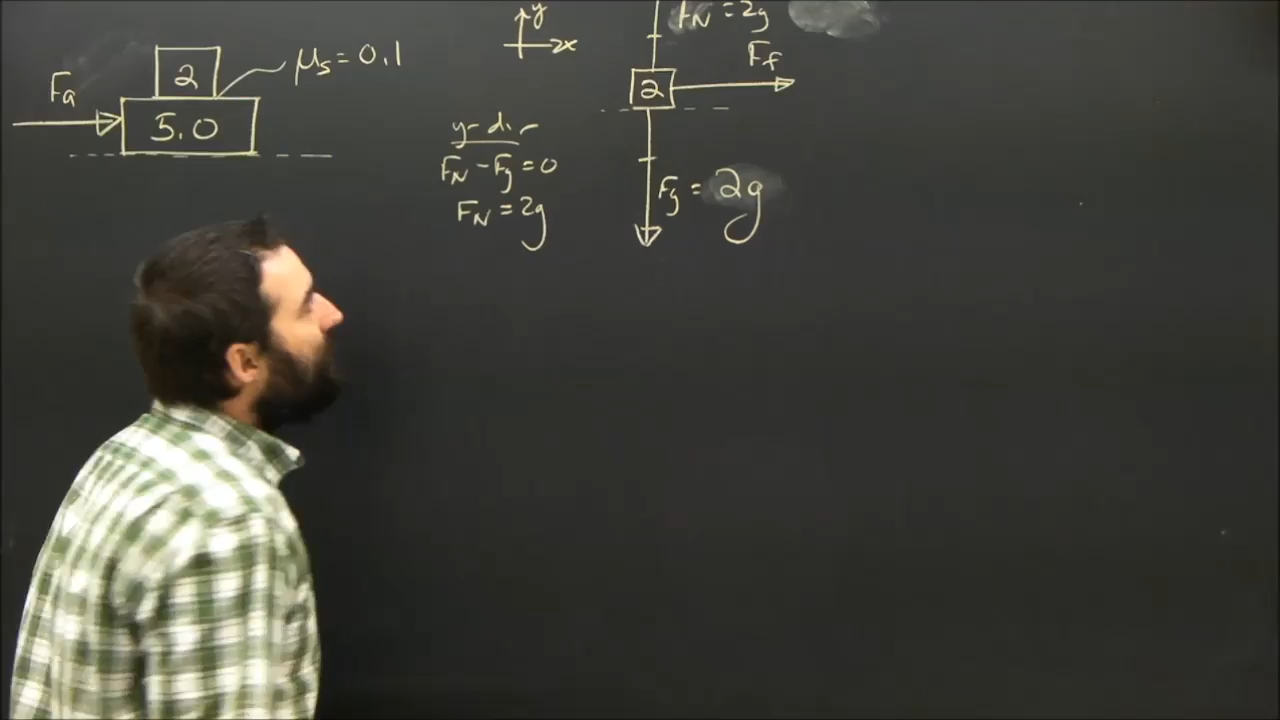 Fa
2
5.0
μs = 0.1
y
x
y-dir
FN - Fg = 0
FN = 2g
FN = 2g
Ff
2
Fg = 2g